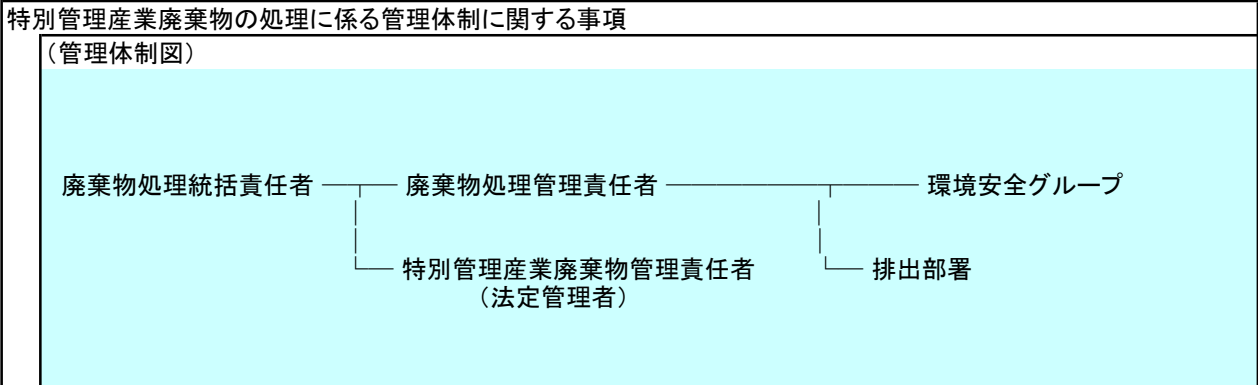 特別管理産業廃棄物の処理に係る管理体制に関する事項
（管理体制図）
廃棄物処理統括責任者 ─┬─ 廃棄物処理管理責任者 ─────┬──── 環境安全グループ
└─ 特別管理産業廃棄物管理責任者 └─ 排出部署
（法定管理者）